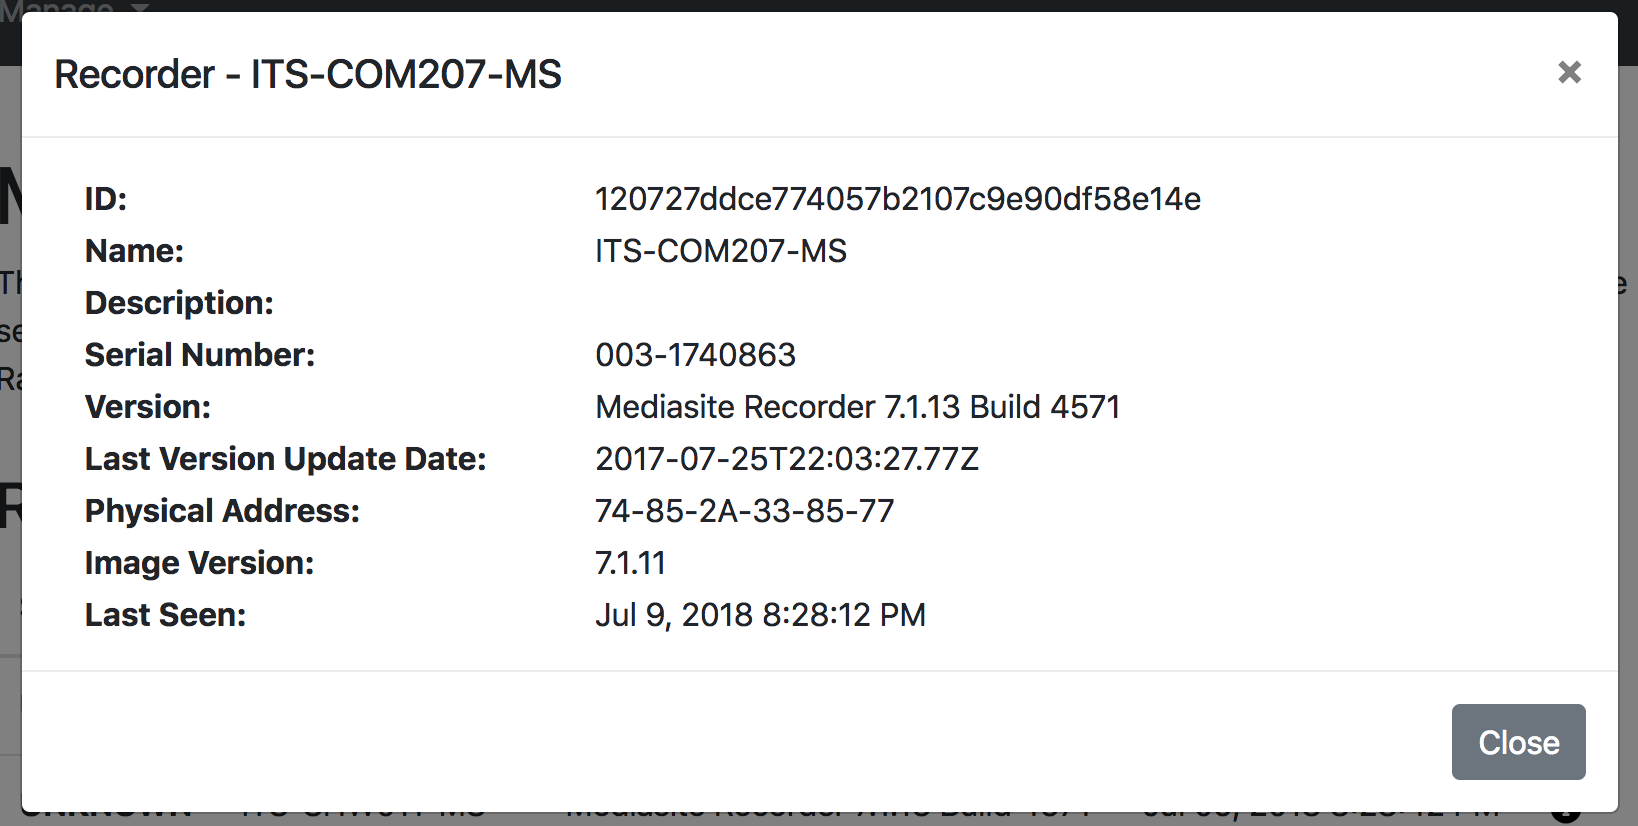 Manage
Recorder - ITS-COM207-MS
×
ID: 120727ddce774057b2107c9e90df58e14e
Name: ITS-COM207-MS
Description:
Serial Number: 003-1740863
Version: Mediasite Recorder 7.1.13 Build 4571
Last Version Update Date: 2017-07-25T22:03:27.77Z
Physical Address: 74-85-2A-33-85-77
Image Version: 7.1.11
Last Seen: Jul 9, 2018 8:28:12 PM
Close